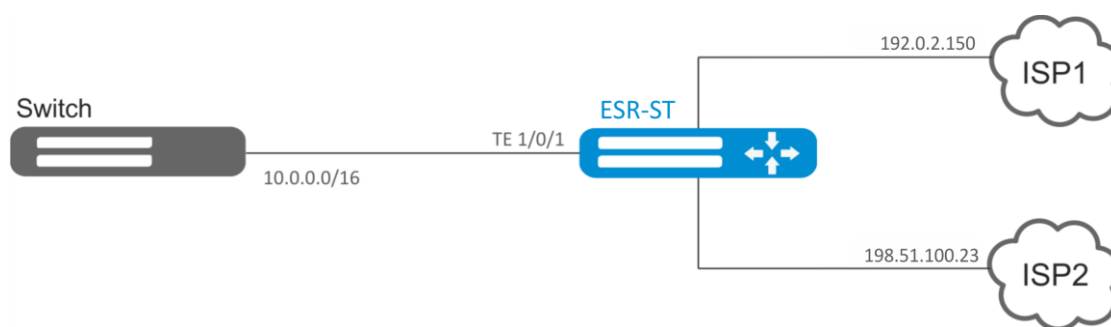 192.0.2.150
ISP1
Switch
ESR-ST
TE 1/0/1
10.0.0.0/16
198.51.100.23
ISP2